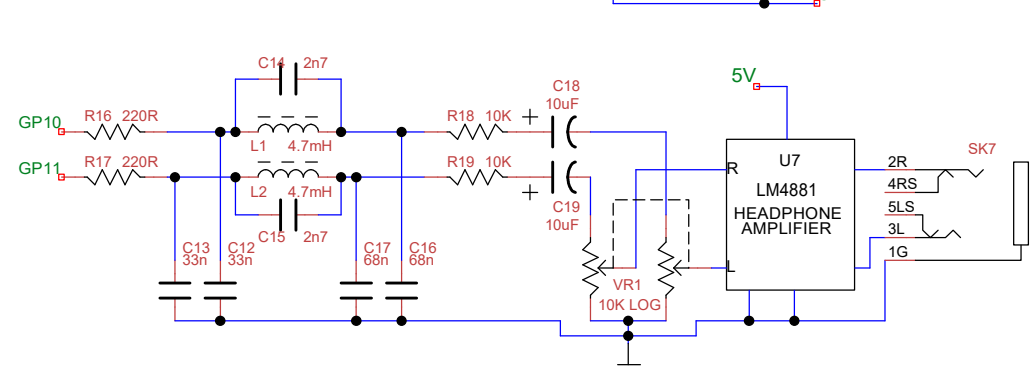 C14 2n7
C18
10uF
5V
GP10
R16 220R
L1 4.7mH
R18 10K
+
GP11
R17 220R
L2 4.7mH
R19 10K
+
C19
10uF
C15 2n7
C13
33n
C12
33n
C17
68n
C16
68n
VR1
10K LOG
R
L
U7
LM4881
HEADPHONE
AMPLIFIER
SK7
2R
4RS
5LS
3L
1G